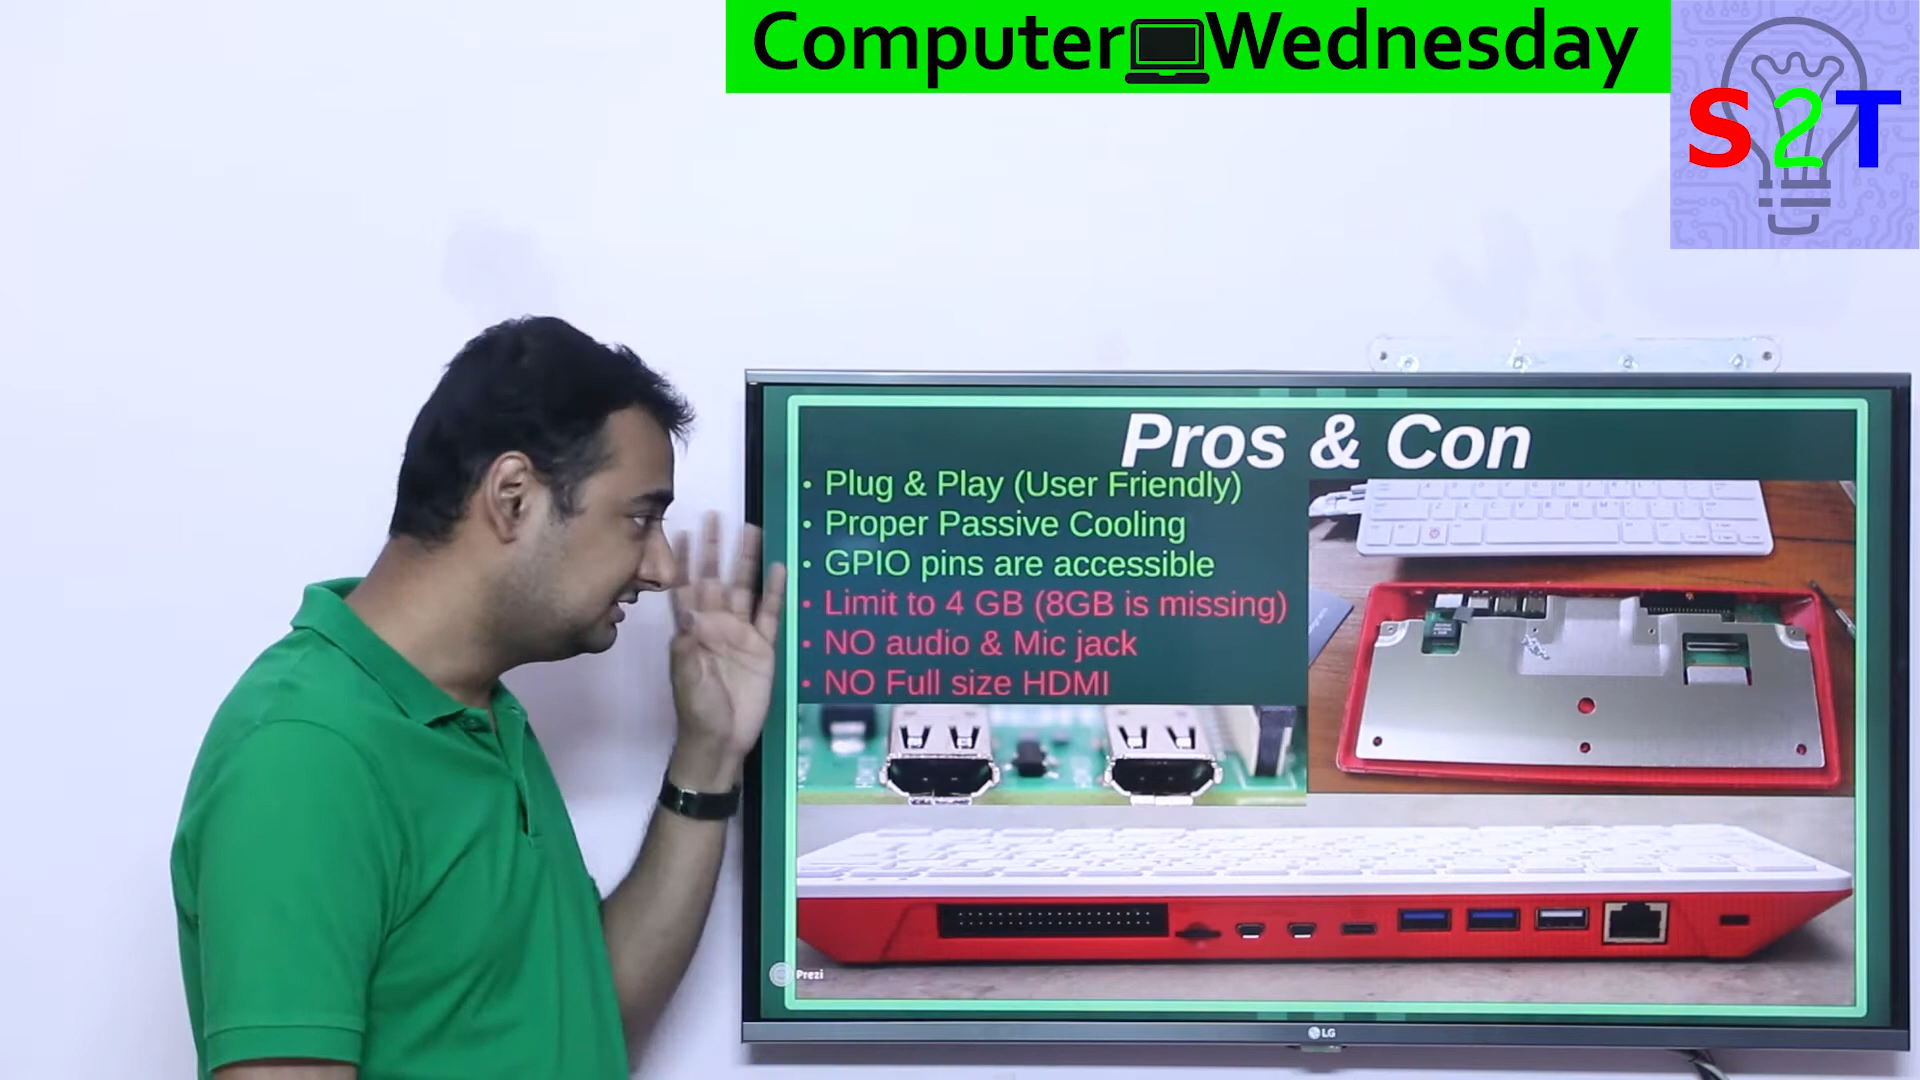 Computer Wednesday
S2T
Pros & Con
• Plug & Play (User Friendly)
• Proper Passive Cooling
• GPIO pins are accessible
• Limit to 4 GB (8GB is missing)
• NO audio & Mic jack
• NO Full size HDMI
Prezi
LG